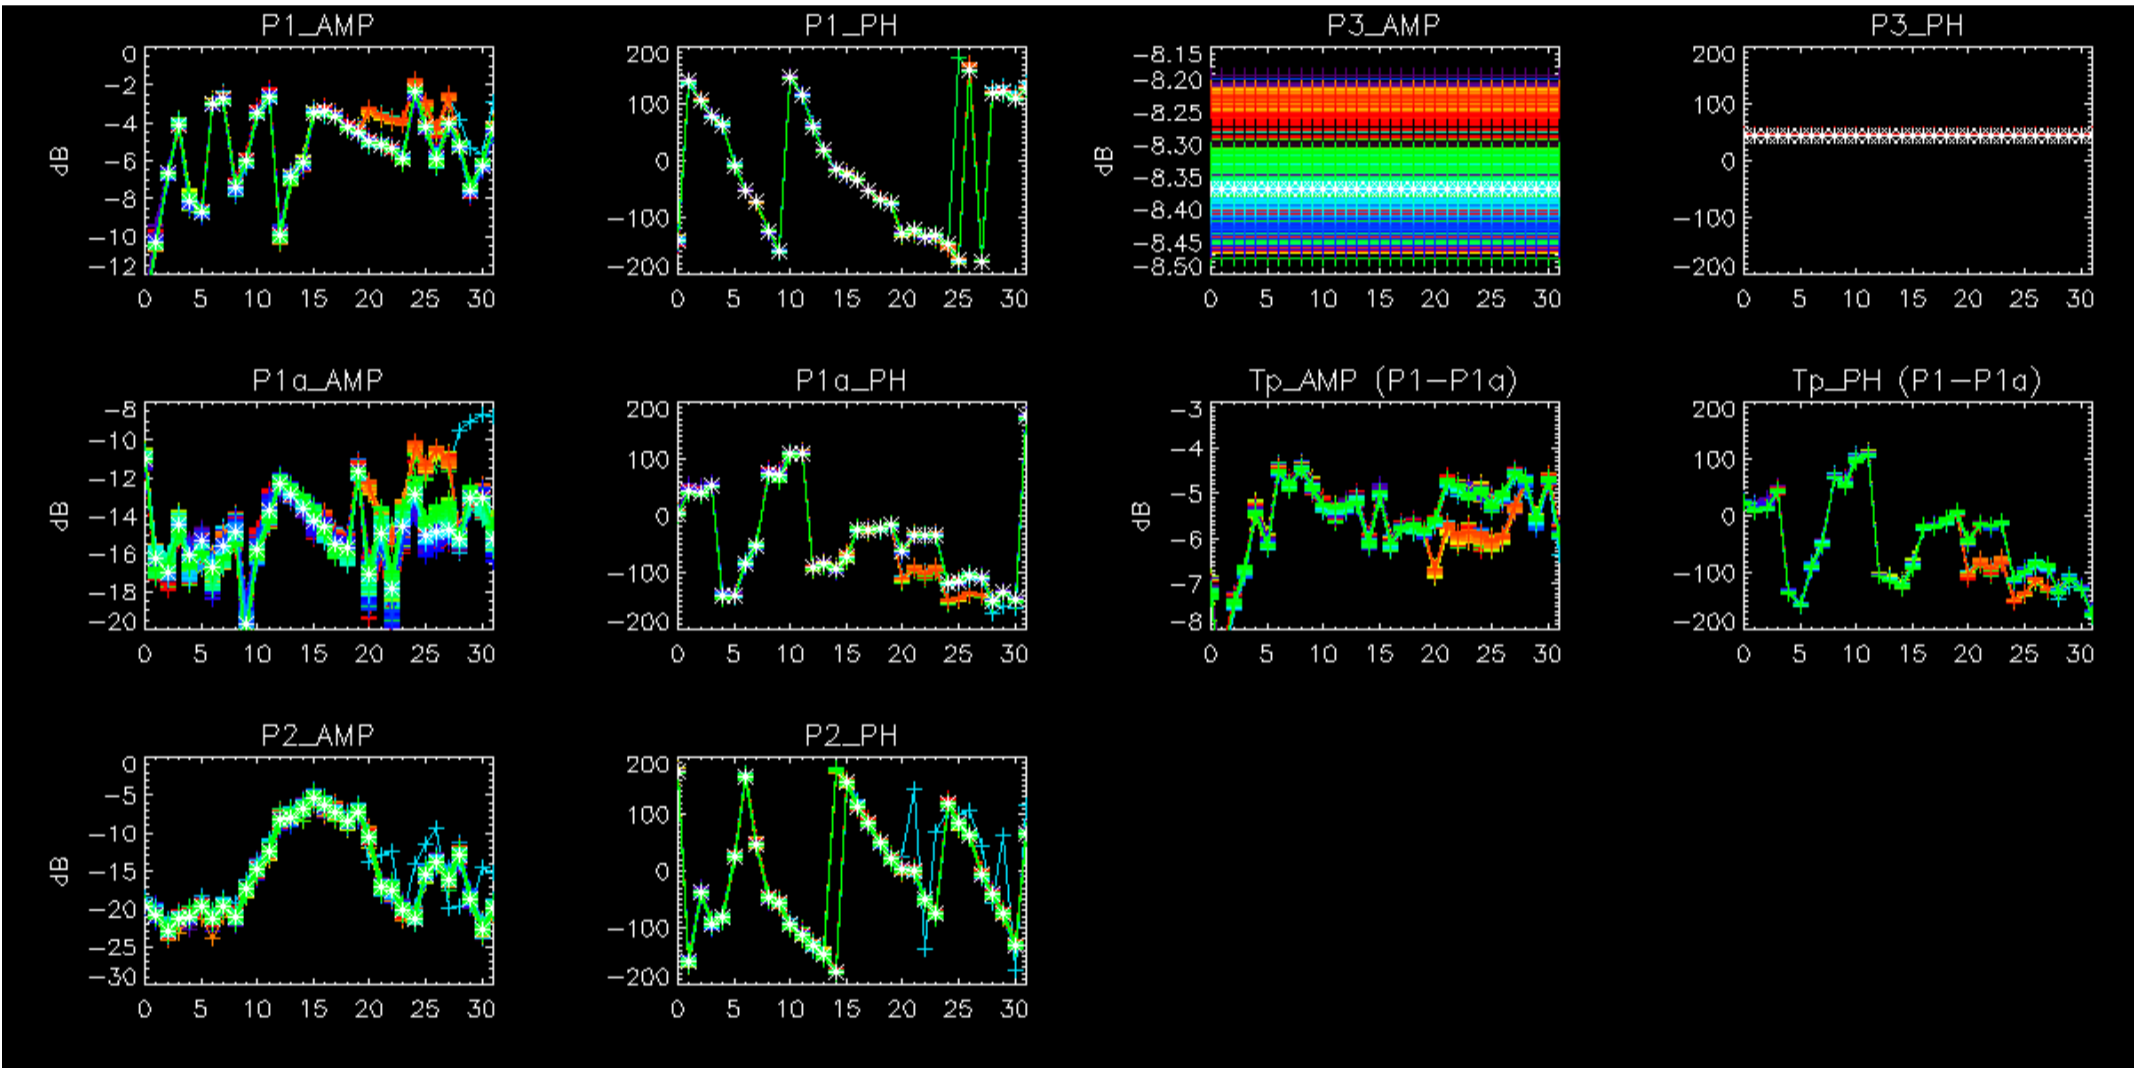 P1_AMP
0
-2
-4
-6
-8
-10
-12
dB
0 5 10 15 20 25 30
P1_PH
200
100
0
-100
-200
0 5 10 15 20 25 30
P3_AMP
-8.15
-8.20
-8.25
-8.30
-8.35
-8.40
-8.45
-8.50
dB
0 5 10 15 20 25 30
P3_PH
200
100
0
-100
-200
0 5 10 15 20 25 30
P1a_AMP
-8
-10
-12
-14
-16
-18
-20
dB
0 5 10 15 20 25 30
P1a_PH
200
100
0
-100
-200
0 5 10 15 20 25 30
Tp_AMP (P1-P1a)
-3
-4
-5
-6
-7
-8
dB
0 5 10 15 20 25 30
Tp_PH (P1-P1a)
200
100
0
-100
-200
0 5 10 15 20 25 30
P2_AMP
0
-5
-10
-15
-20
-25
-30
dB
0 5 10 15 20 25 30
P2_PH
200
100
0
-100
-200
0 5 10 15 20 25 30